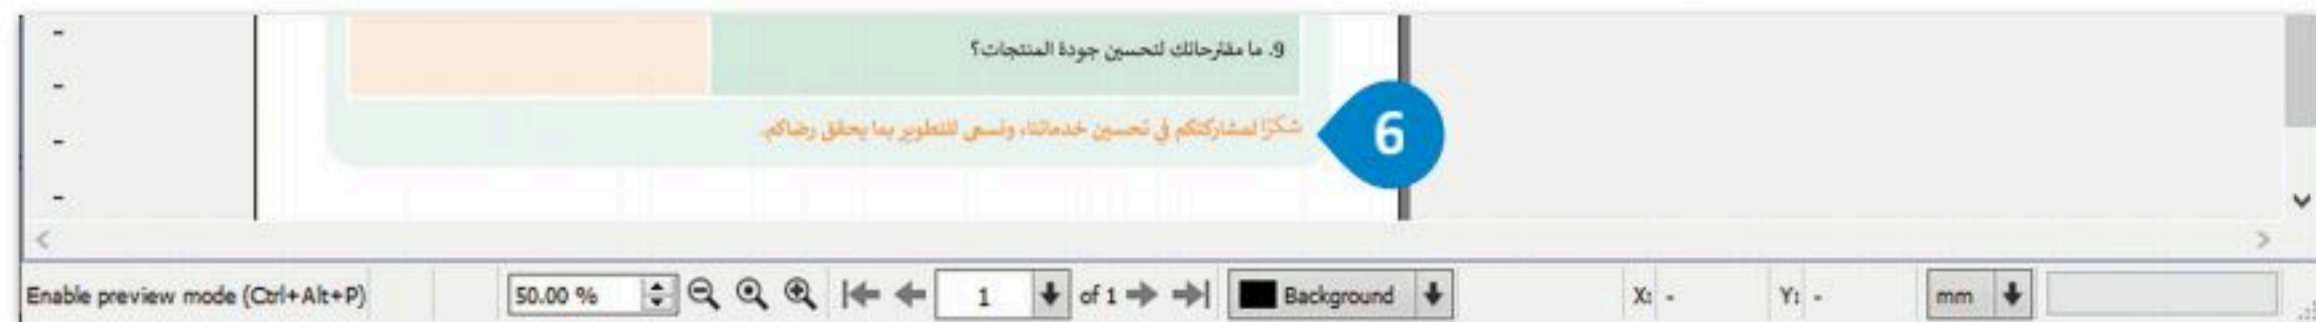 9. ما مقترحاتك لتحسين جودة المنتجات؟
شكرًا لمشاركتكم في تحسين خدماتنا، ونسعى للتطوير بما يحقق رضاكم.
6
Enable preview mode (Ctrl+Alt+P) 50.00 % 1 of 1 Background X: - Y: - mm